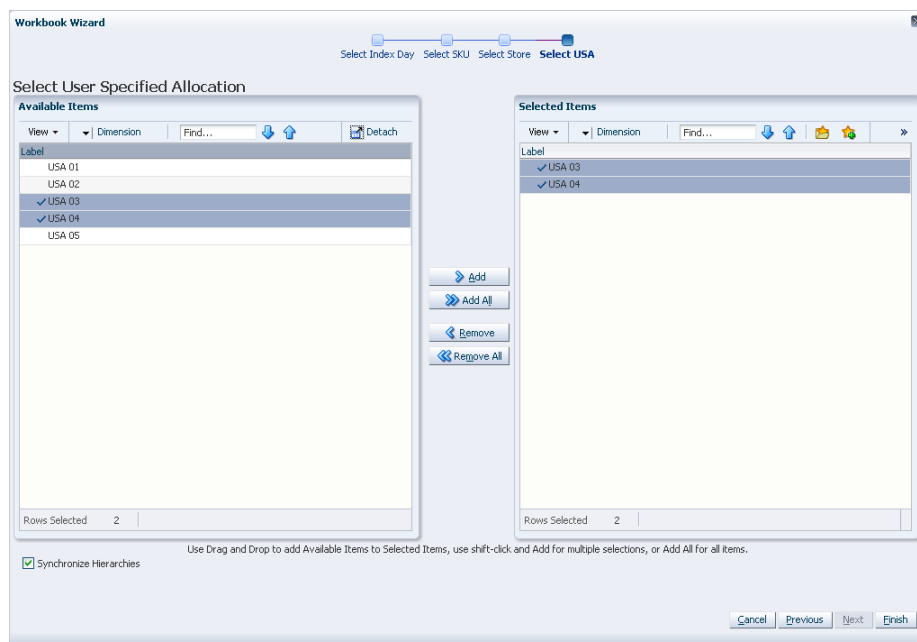 Workbook Wizard
Select Index Day Select SKU Select Store Select USA
Select User Specified Allocation
Available Items
View Dimension Find... Detach
Label
USA 01
USA 02
USA 03
USA 04
USA 05
Rows Selected 2
Add
Add All
Remove
Remove All
Selected Items
View Dimension Find... »
Label
USA 03
USA 04
Rows Selected 2
Use Drag and Drop to add Available Items to Selected Items, use shift-click and Add for multiple selections, or Add All for all items.
Synchronize Hierarchies
Cancel Previous Next Finish